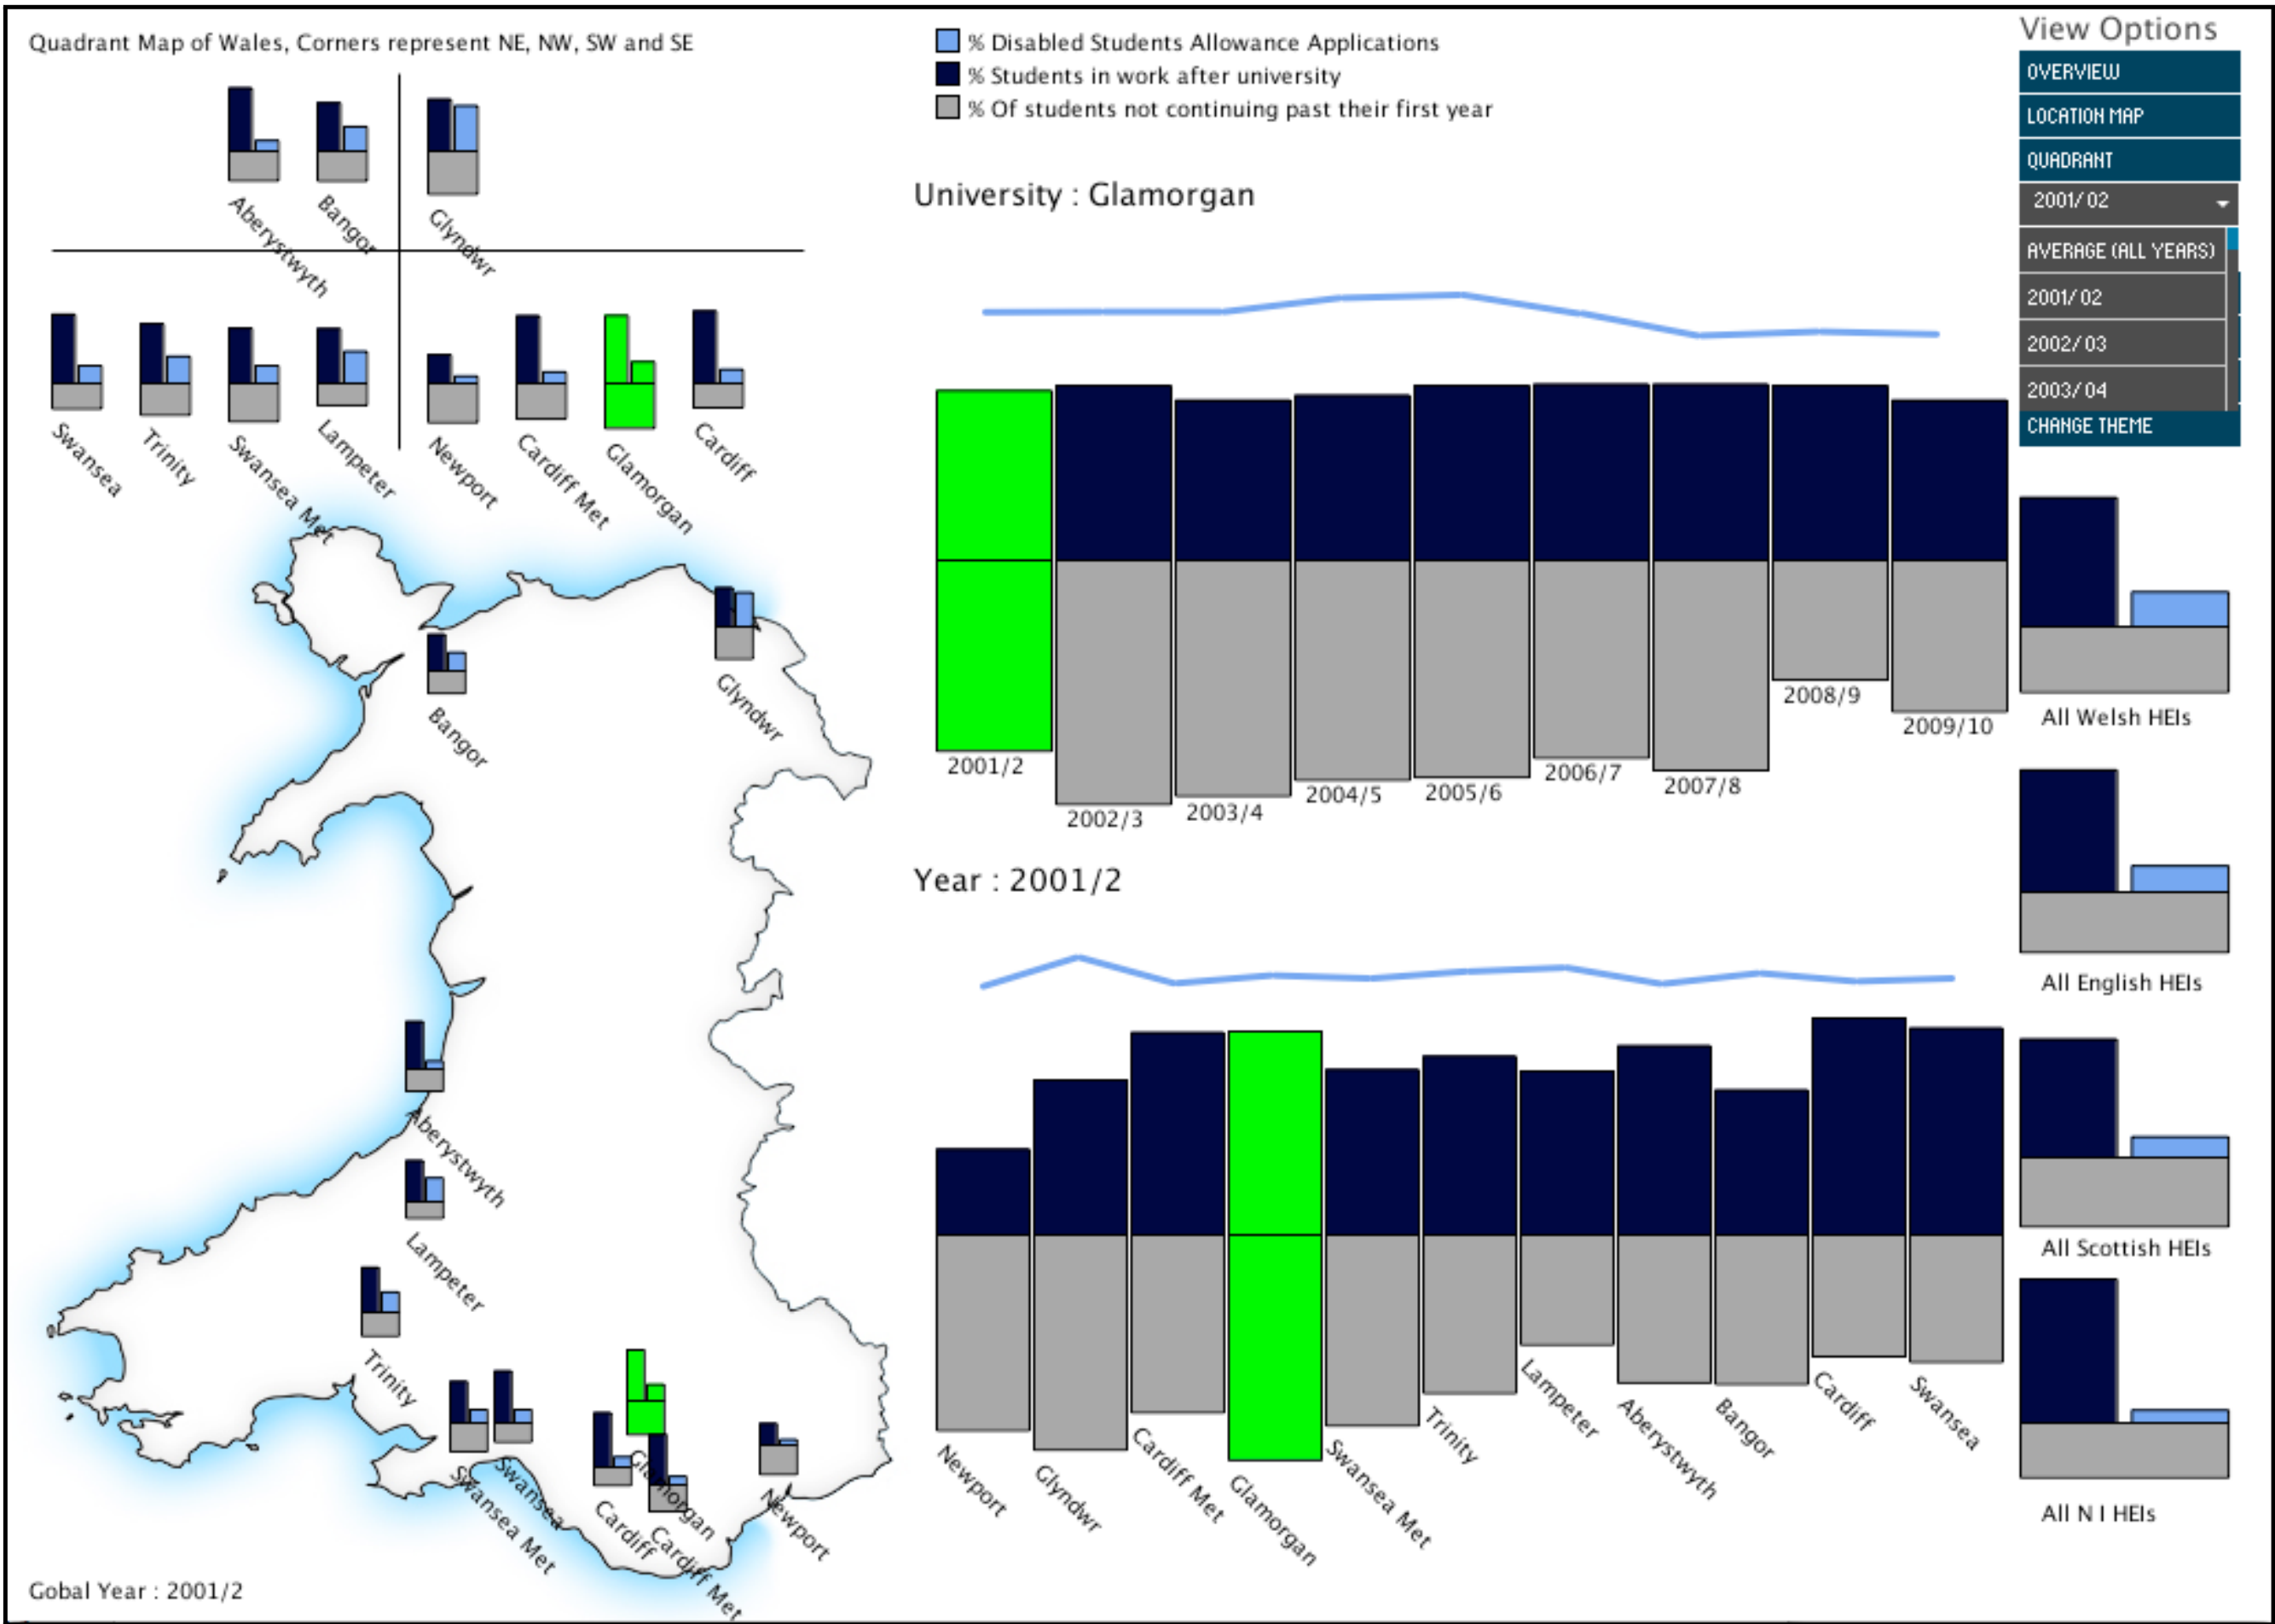 Quadrant Map of Wales, Corners represent NE, NW, SW and SE
Aberystwyth
Bangor
Glyndwr
Swansea
Trinity
Swansea Met
Lampeter
Newport
Cardiff Met
Glamorgan
Cardiff
Bangor
Glyndwr
Aberystwyth
Lampeter
Trinity
Swansea Met
Swansea
Cardiff
Glamorgan
Cardiff Met
Newport
Gobal Year : 2001/2
% Disabled Students Allowance Applications
% Students in work after university
% Of students not continuing past their first year
University : Glamorgan
2001/2
2002/3
2003/4
2004/5
2005/6
2006/7
2007/8
2008/9
2009/10
Year : 2001/2
Newport
Glyndwr
Cardiff Met
Glamorgan
Swansea Met
Trinity
Lampeter
Aberystwyth
Bangor
Cardiff
Swansea
View Options
OVERVIEW
LOCATION MAP
QUADRANT
2001/02
AVERAGE (ALL YEARS)
2001/02
2002/03
2003/04
CHANGE THEME
All Welsh HEIs
All English HEIs
All Scottish HEIs
All N I HEIs